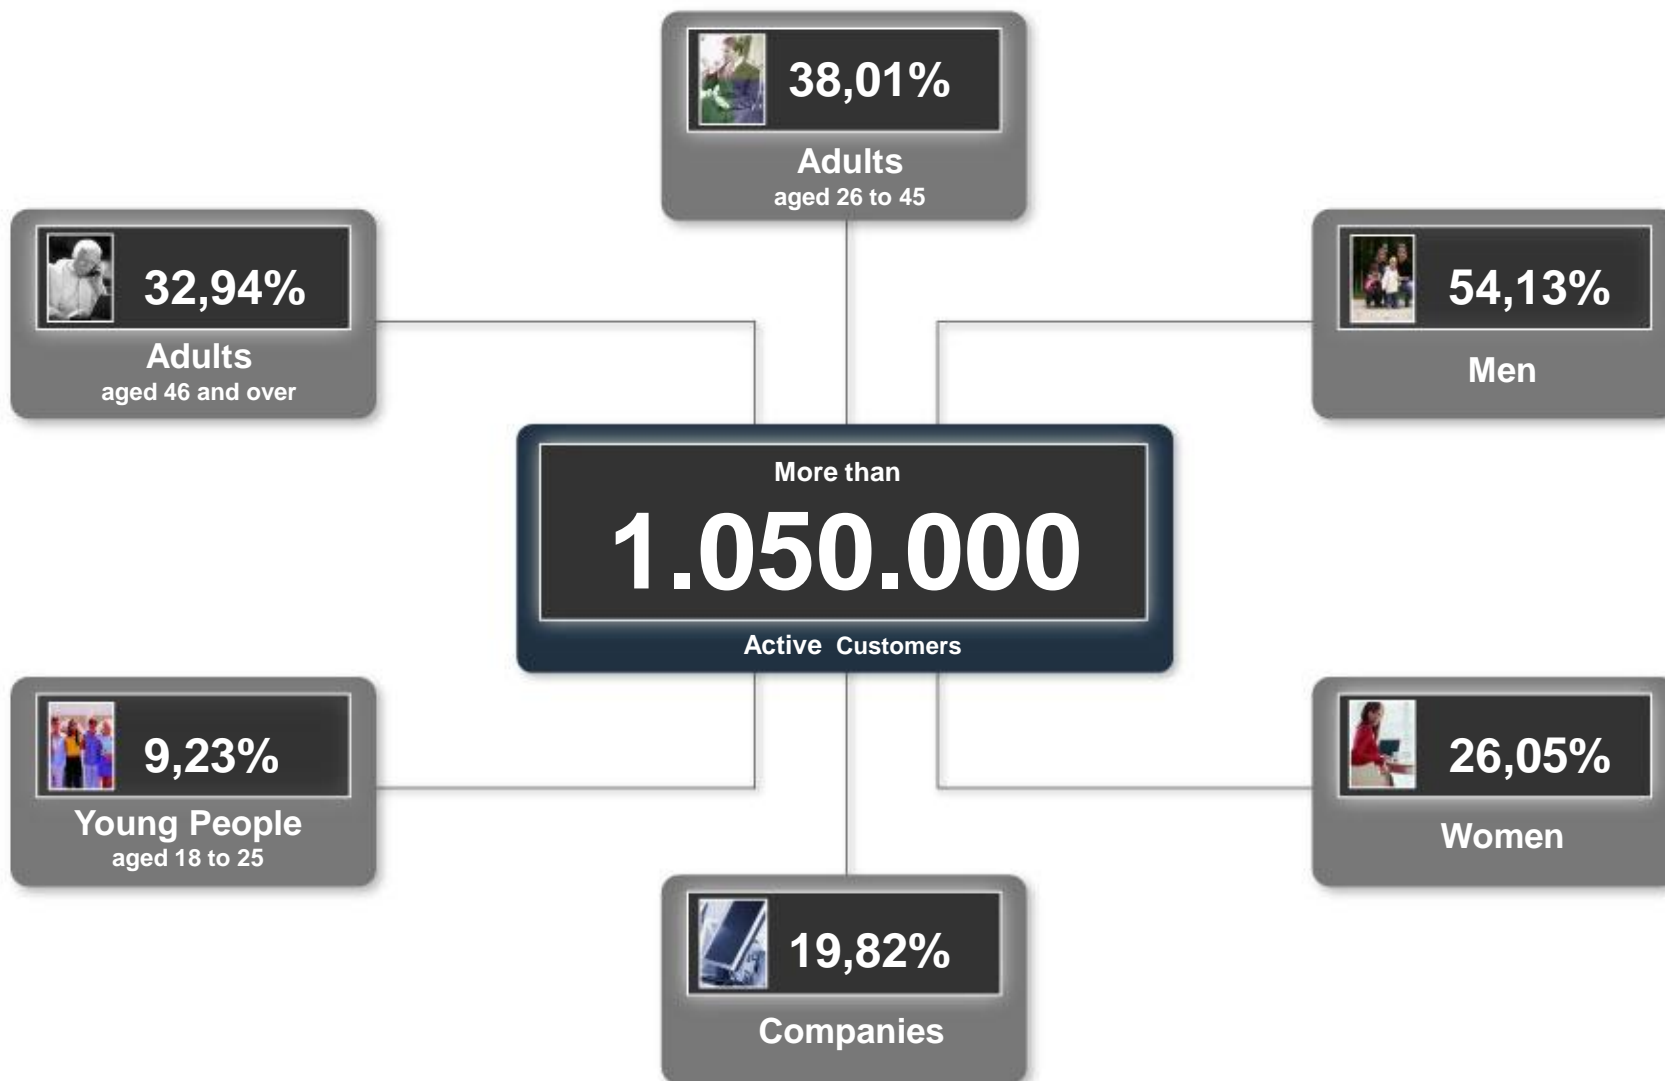 38,01%
Adults
aged 26 to 45
32,94%
Adults
aged 46 and over
54,13%
Men
More than
1.050.000
Active Customers
9,23%
Young People
aged 18 to 25
26,05%
Women
19,82%
Companies